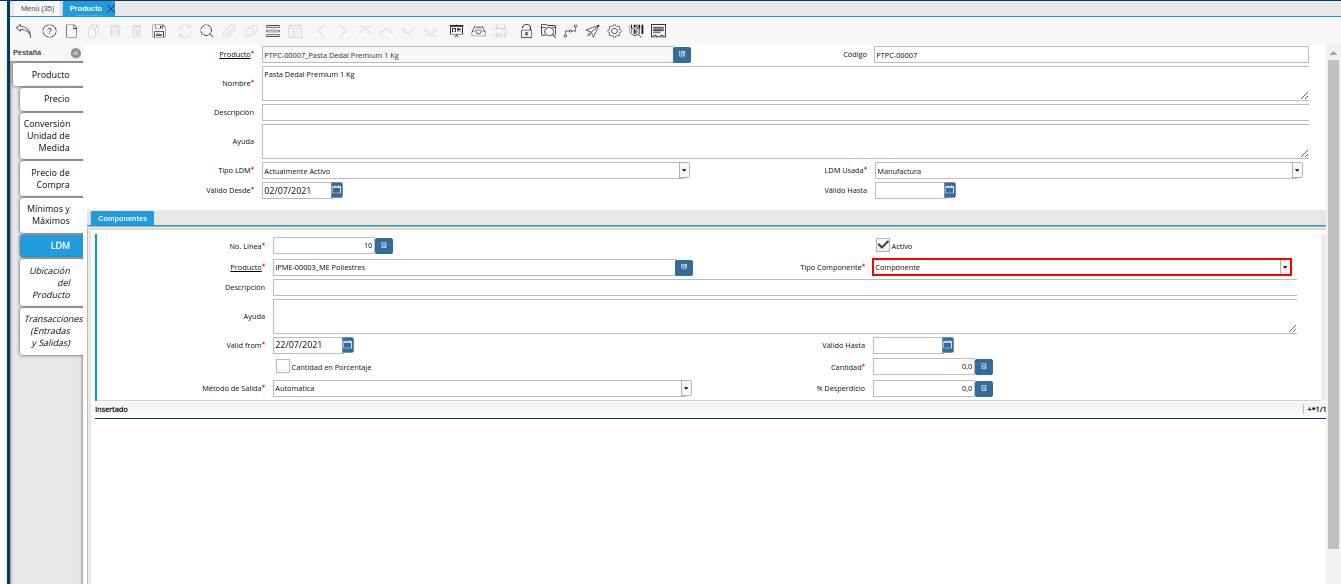 Menú (35)
Producto
Pestaña
Producto
Precio
Conversión
Unidad de
Medida
Precio de
Compra
Mínimos y
Máximos
LDM
Ubicación
del
Producto
Transacciones
(Entradas
y Salidas)
Producto* PTPC-00007_Pasta Dedal Premium 1 Kg Código PTPC-00007
Nombre* Pasta Dedal Premium 1 Kg
Descripción
Ayuda
Tipo LDM* Actualmente Activo LDM Usada* Manufactura
Válido Desde* 02/07/2021 Válido Hasta
Componentes
No. Línea* 10 Activo
Producto* IPME-00003_ME Poliestres Tipo Componente* Componente
Descripción
Ayuda
Valid from* 22/07/2021 Válido Hasta
Cantidad en Porcentaje Cantidad* 0,0
Método de Salida* Automatica % Desperdicio 0,0
Insertado +*1/1